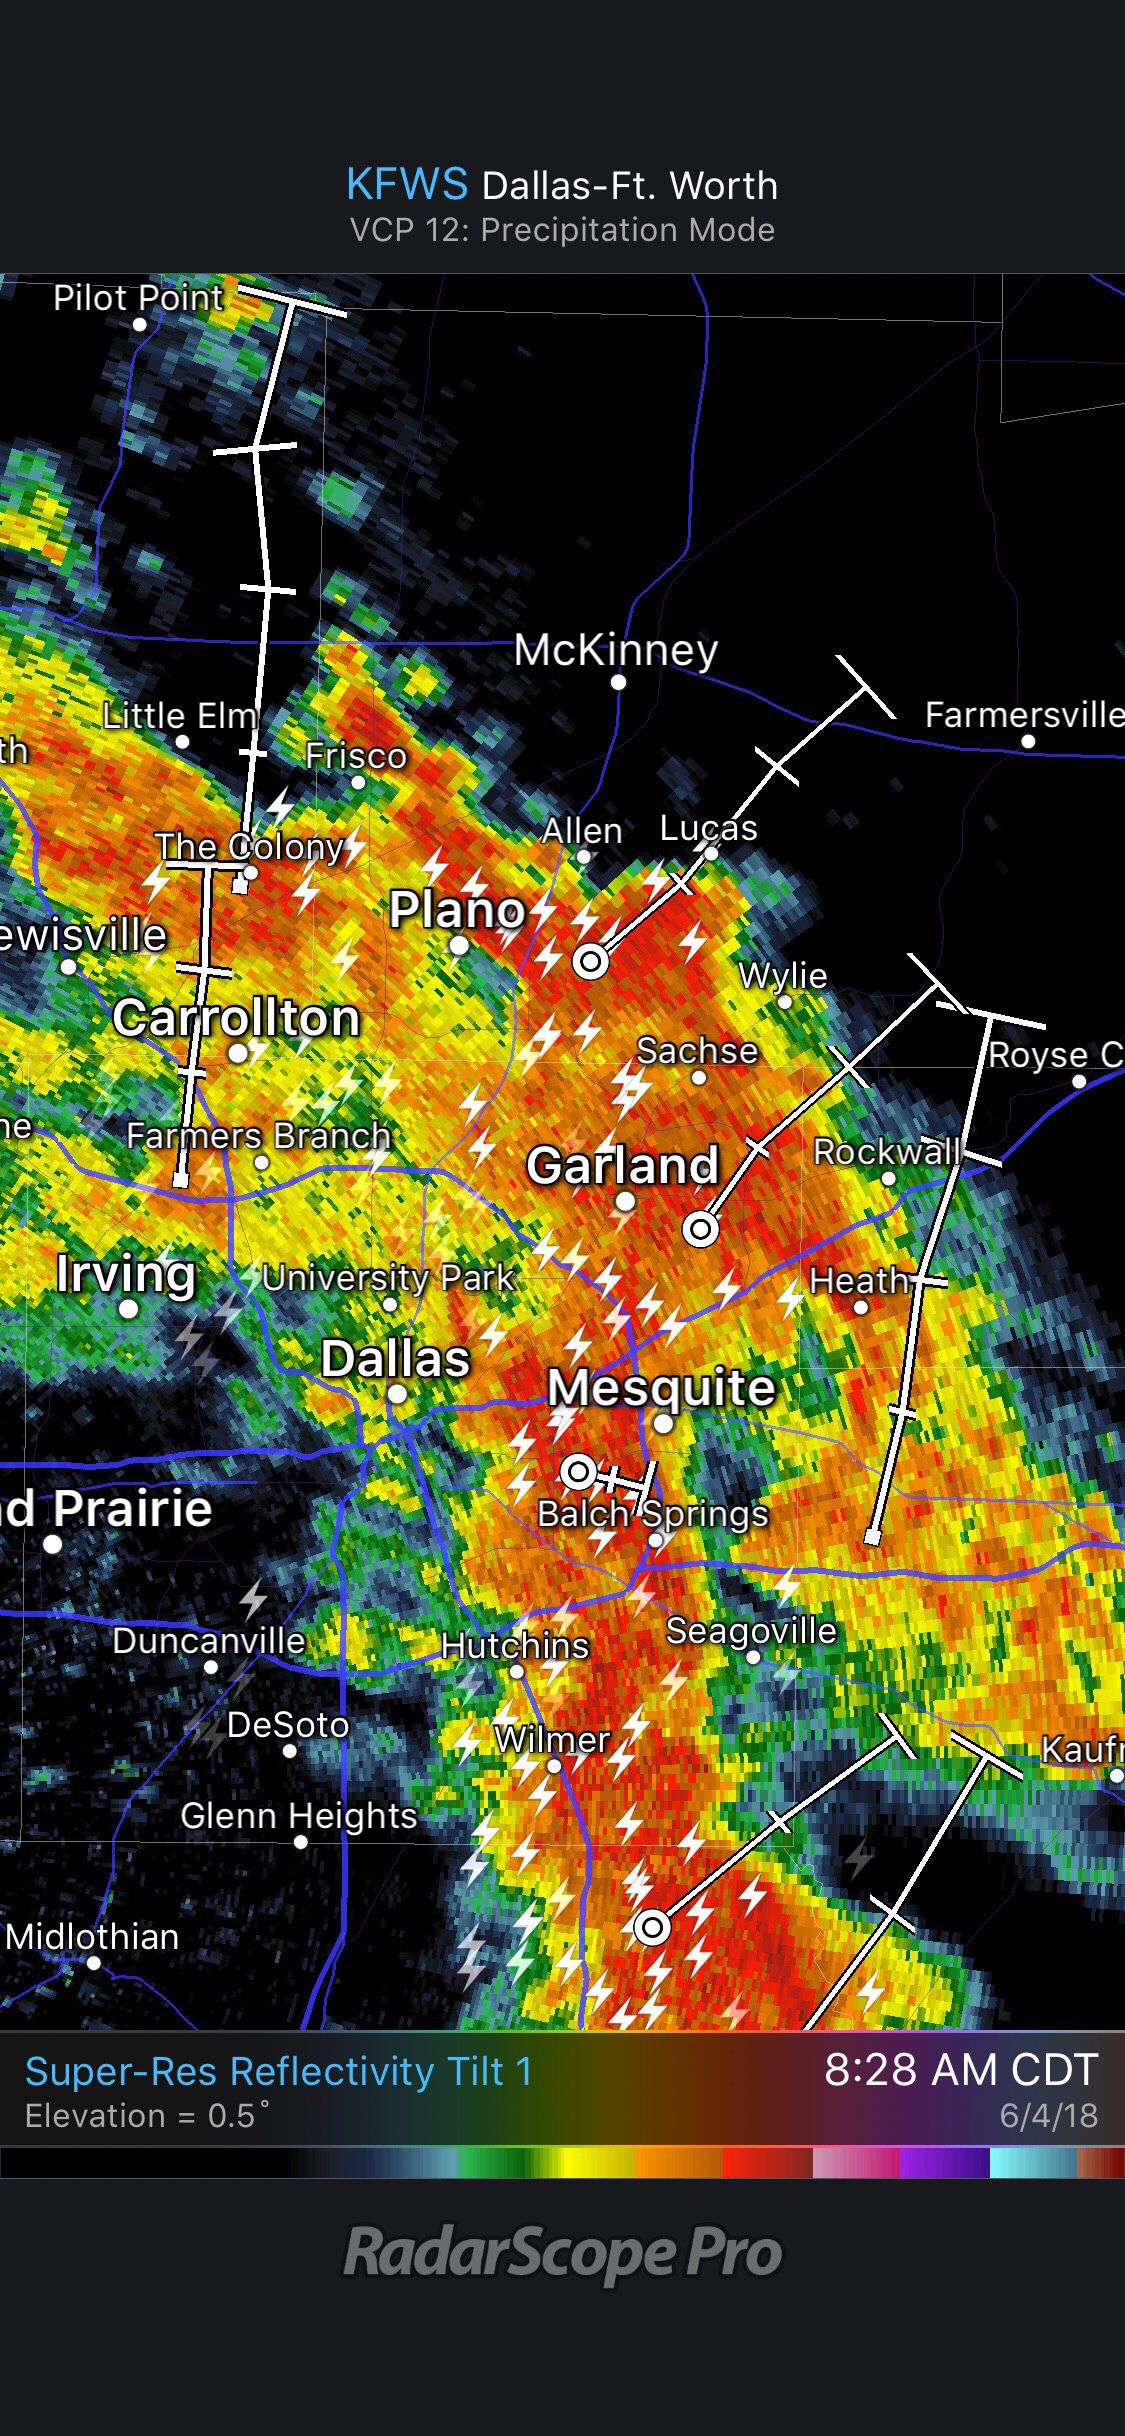 KFWS Dallas-Ft. Worth
VCP 12: Precipitation Mode
Pilot Point
McKinney
Little Elm
Farmersville
th
Frisco
The Colony
Allen
Lucas
Plano
ewisville
Wylie
Carrollton
Sachse
Royse C
ne
Farmers Branch
Garland
Rockwall
Irving
University Park
Heath
Dallas
Mesquite
d Prairie
Balch Springs
Duncanville
Hutchins
Seagoville
DeSoto
Wilmer
Kaufr
Glenn Heights
Midlothian
Super-Res Reflectivity Tilt 1
8:28 AM CDT
Elevation = 0.5°
6/4/18
RadarScope Pro